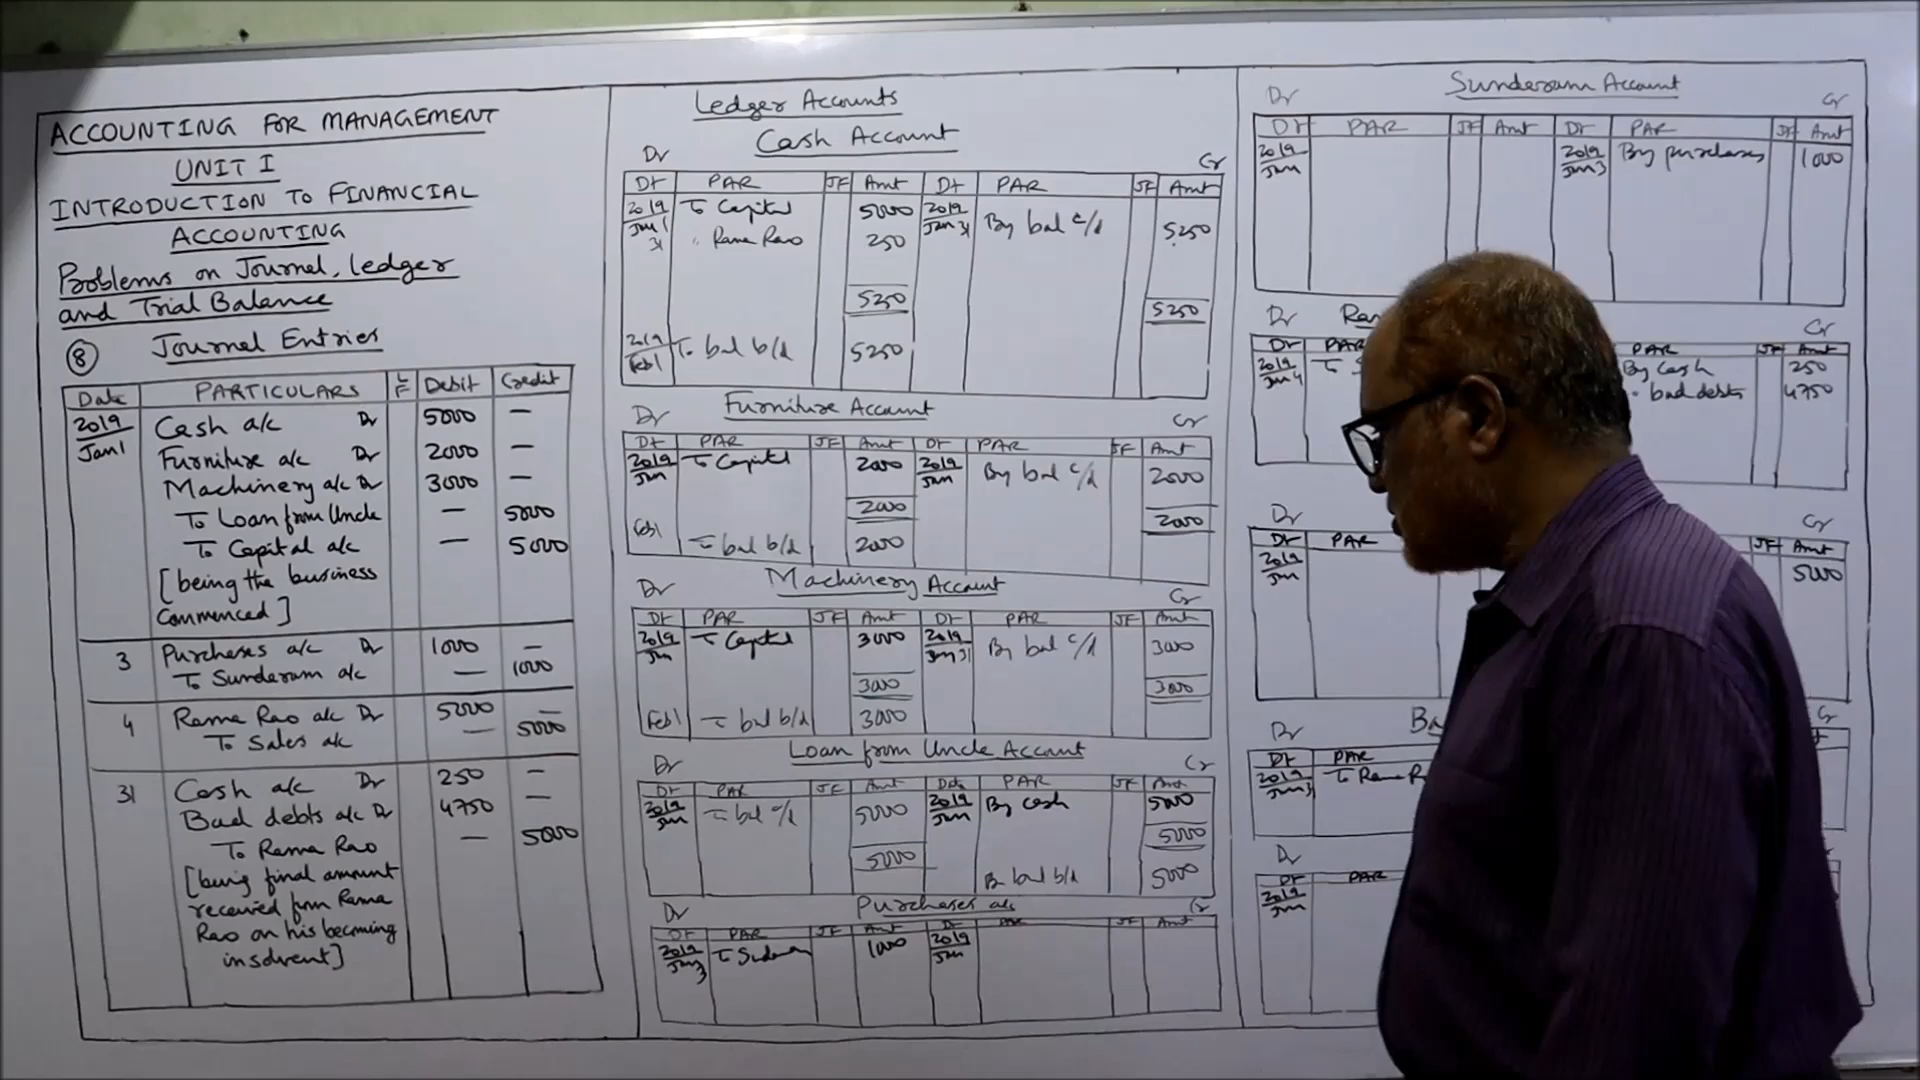 ACCOUNTING FOR MANAGEMENT
UNIT I
INTRODUCTION TO FINANCIAL
ACCOUNTING
Problems on Journal, ledger
and Trial Balance
8 Journal Entries
Date PARTICULARS LF Debit Credit
2019
Jan 1 Cash a/c Dr 5000 —
Furniture a/c Dr 2000 —
Machinery a/c Dr 3000 —
To Loan from Uncle — 5000
To Capital a/c — 5000
[being the business
Commenced]
3 Purchases a/c Dr 1000 —
To Sunderam a/c — 1000
4 Rama Rao a/c Dr 5000 —
To Sales a/c — 5000
31 Cash a/c Dr 250 —
Bad debts a/c Dr 4750 —
To Rama Rao — 5000
[being final amount
received from Rama
Rao on his becoming
insolvent]
Ledger Accounts
Cash Account
Dr Cr
Dt PAR JF Amt Dt PAR JF Amt
2019 To Capital 5000 2019
Jan 1 Jan 31 By bal c/d 5250
31 " Rama Rao 250
5250 5250
2019
Feb 1 To bal b/d 5250
Furniture Account
Dr Cr
Dt PAR JF Amt Dt PAR JF Amt
2019 To Capital 2000 2019 By bal c/d 2000
Jan Jan
2000 2000
Feb 1 To bal b/d 2000
Machinery Account
Dr Cr
Dt PAR JF Amt Dt PAR JF Amt
2019 To Capital 3000 2019 By bal c/d 3000
Jan Jan 31
3000 3000
Feb 1 To bal b/d 3000
Loan from Uncle Account
Dr Cr
Dt PAR JF Amt Date PAR JF Amt
2019 To bal c/d 5000 2019 By cash 5000
Jan Jan
5000 5000
By bal b/d 5000
Purchases a/c
Dr Cr
Dt PAR JF Amt Dt PAR JF Amt
2019 To Sunderam 1000 2019
Jan 3 Jan
Sunderam Account
Dr Cr
Dt PAR JF Amt Dt PAR JF Amt
2019 2019 By purchases 1000
Jan Jan 3
Dr Cr
Dt PAR PAR JF Amt
2019 To By Cash 250
Jan 4 " bad debts 4750
Dr Cr
Dt PAR JF Amt
2019 5000
Jan
Dr Cr
Dt PAR
2019 To Rama R
Jan 3
Dr
Dt PAR
2019
Jan